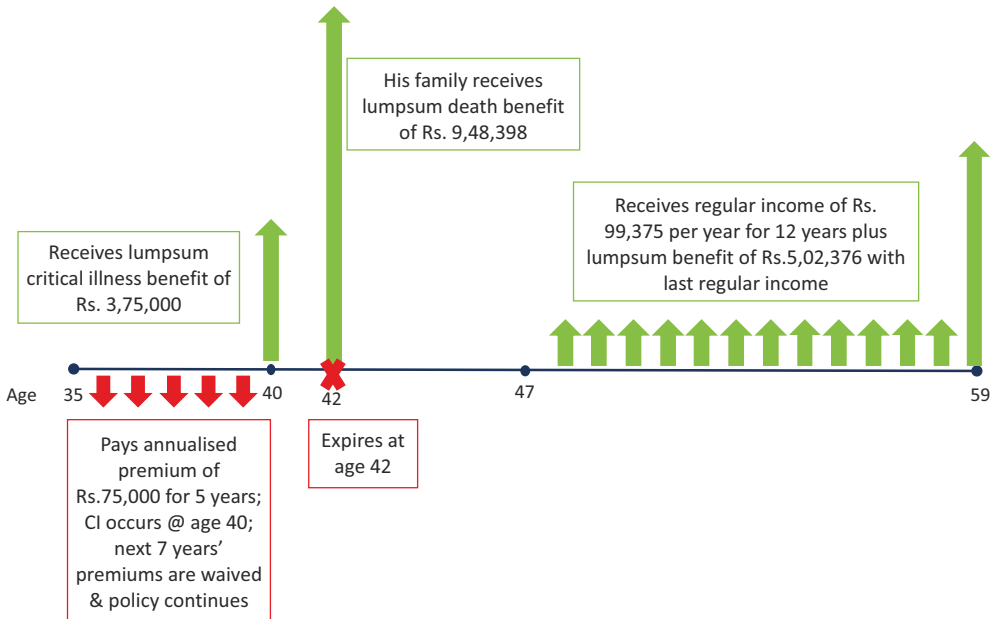 His family receives
lumpsum death benefit
of Rs. 9,48,398
Receives regular income of Rs.
99,375 per year for 12 years plus
lumpsum benefit of Rs.5,02,376 with
last regular income
Receives lumpsum
critical illness benefit of
Rs. 3,75,000
Age
35
40
42
47
59
Pays annualised
premium of
Rs.75,000 for 5 years;
CI occurs @ age 40;
next 7 years’
premiums are waived
& policy continues
Expires at
age 42